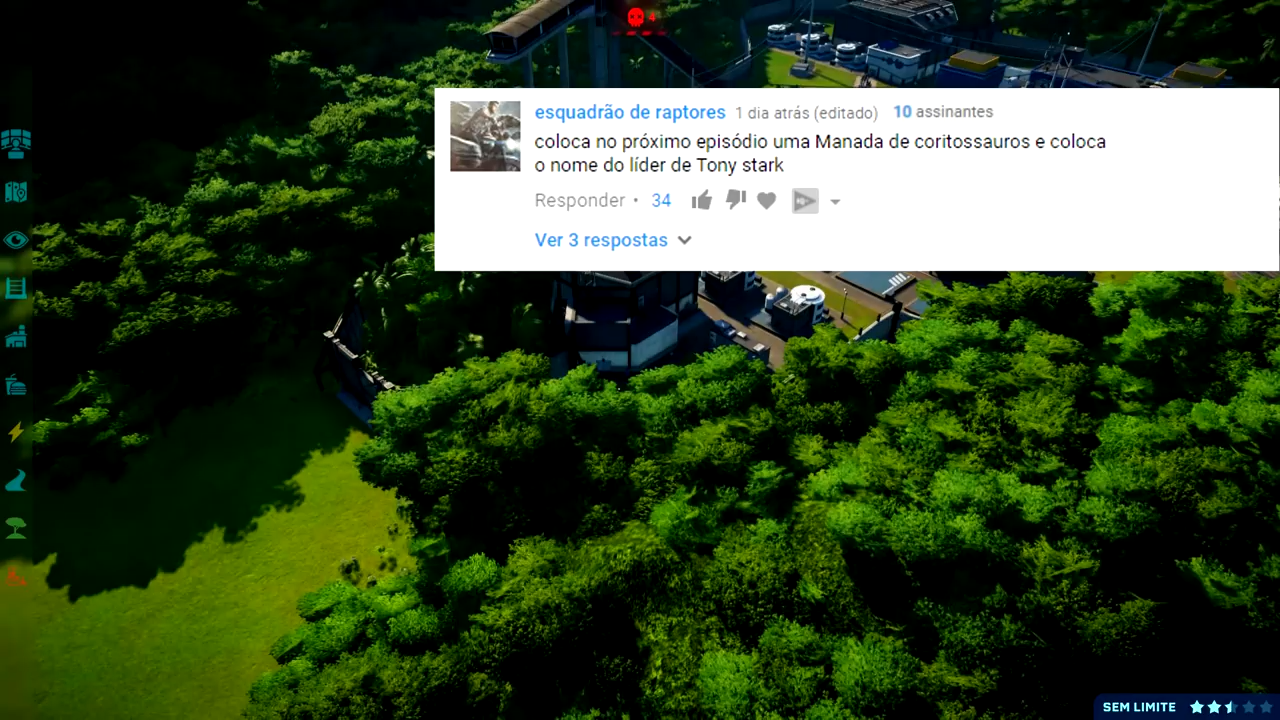 4
esquadrão de raptores 1 dia atrás (editado) 10 assinantes
coloca no próximo episódio uma Manada de coritossauros e coloca
o nome do líder de Tony stark
Responder • 34
Ver 3 respostas
SEM LIMITE